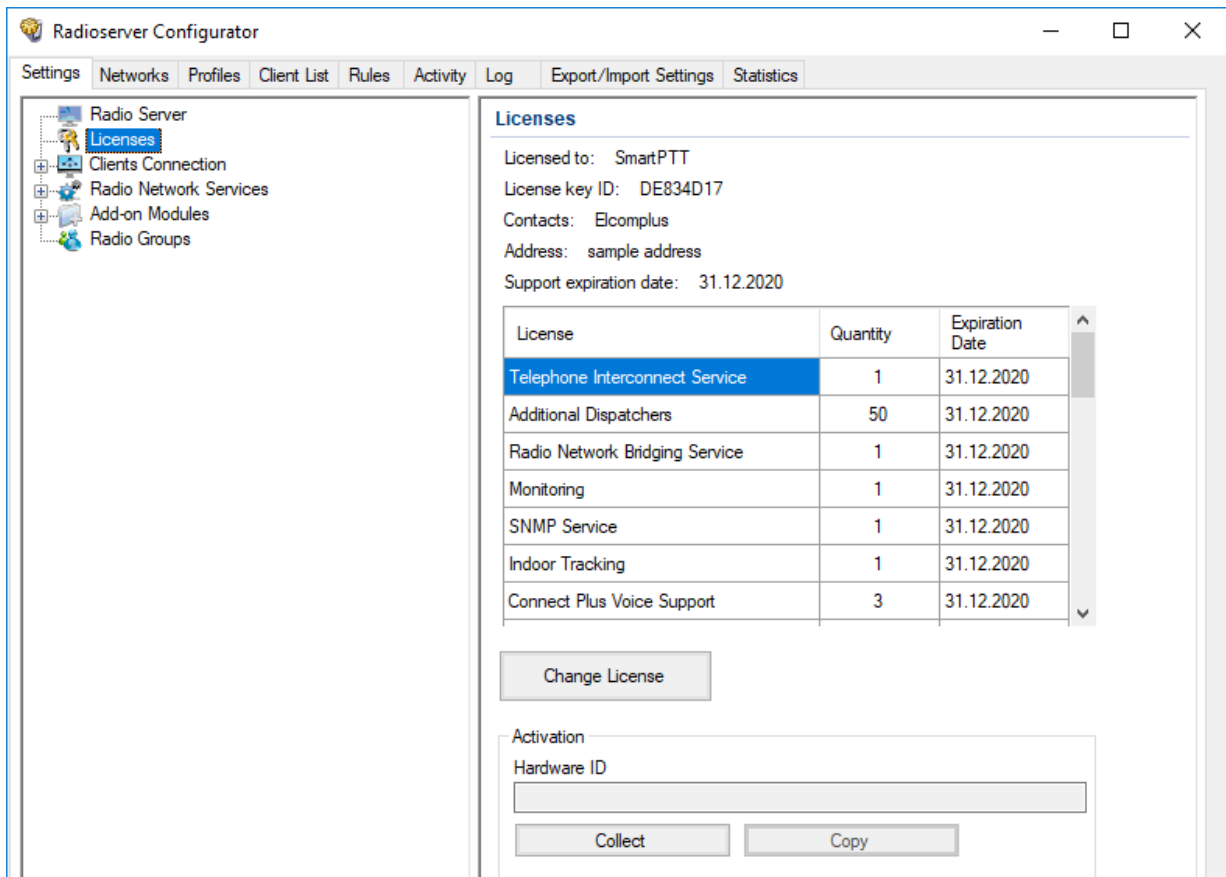 Radioserver Configurator
Settings Networks Profiles Client List Rules Activity Log Export/Import Settings Statistics
Radio Server
Licenses
Clients Connection
Radio Network Services
Add-on Modules
Radio Groups
Licenses
Licensed to: SmartPTT
License key ID: DE834D17
Contacts: Elcomplus
Address: sample address
Support expiration date: 31.12.2020
License Quantity Expiration Date
Telephone Interconnect Service 1 31.12.2020
Additional Dispatchers 50 31.12.2020
Radio Network Bridging Service 1 31.12.2020
Monitoring 1 31.12.2020
SNMP Service 1 31.12.2020
Indoor Tracking 1 31.12.2020
Connect Plus Voice Support 3 31.12.2020
Change License
Activation
Hardware ID
Collect Copy